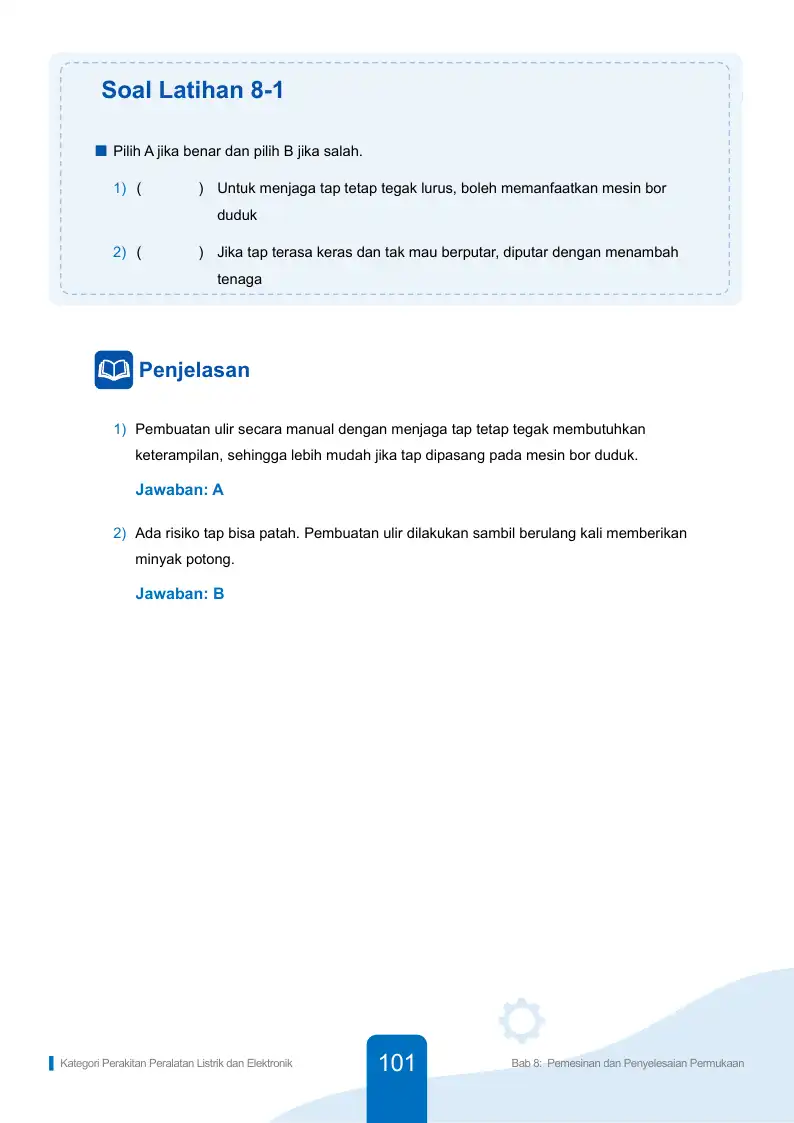 Soal Latihan 8-1
Pilih A jika benar dan pilih B jika salah.
1) ( ) Untuk menjaga tap tetap tegak lurus, boleh memanfaatkan mesin bor
duduk
2) ( ) Jika tap terasa keras dan tak mau berputar, diputar dengan menambah
tenaga
Penjelasan
1) Pembuatan ulir secara manual dengan menjaga tap tetap tegak membutuhkan
keterampilan, sehingga lebih mudah jika tap dipasang pada mesin bor duduk.
Jawaban: A
2) Ada risiko tap bisa patah. Pembuatan ulir dilakukan sambil berulang kali memberikan
minyak potong.
Jawaban: B
Kategori Perakitan Peralatan Listrik dan Elektronik
101
Bab 8: Pemesinan dan Penyelesaian Permukaan